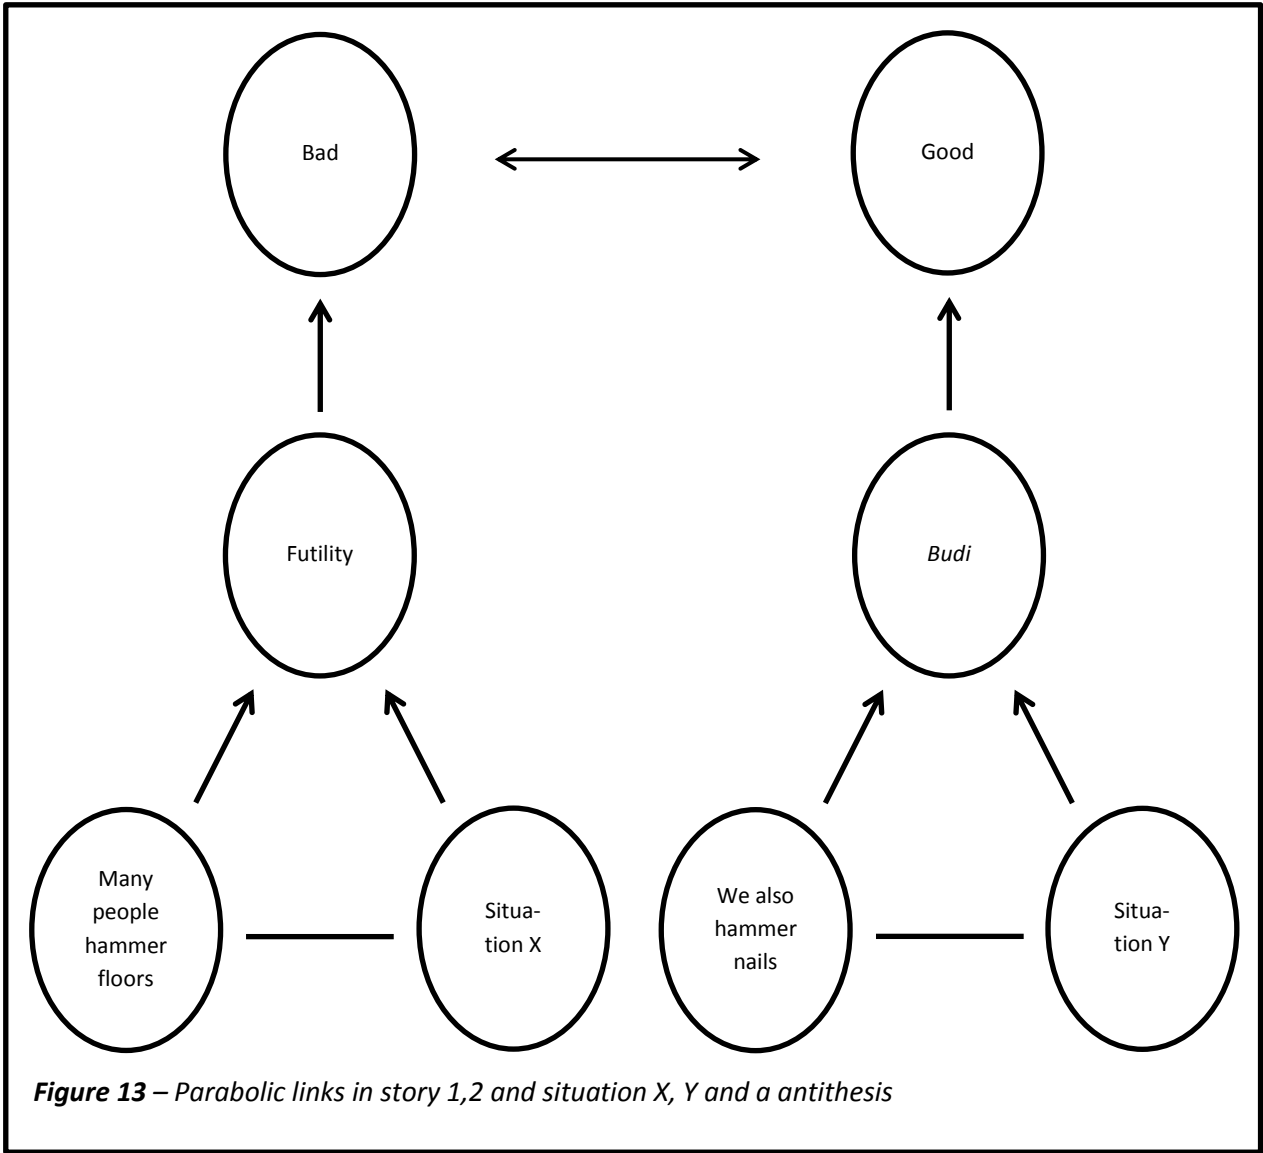 Bad
Good
Futility
Budi
Many
people
hammer
floors
Situa-
tion X
We also
hammer
nails
Situa-
tion Y
Figure 13 – Parabolic links in story 1,2 and situation X, Y and a antithesis